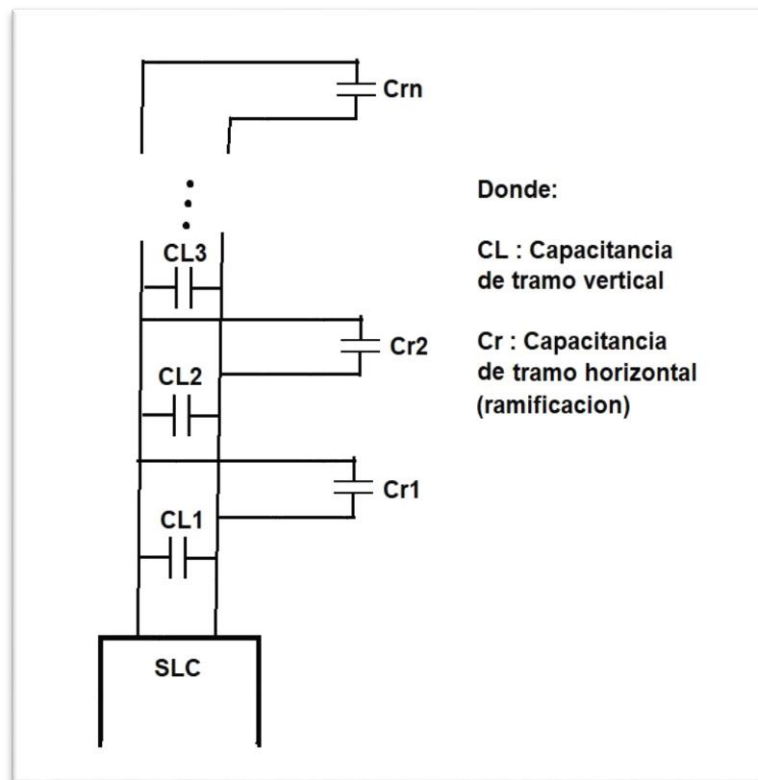 Crn
Donde:
CL3
CL : Capacitancia
de tramo vertical
Cr2
Cr : Capacitancia
de tramo horizontal
(ramificacion)
CL2
Cr1
CL1
SLC